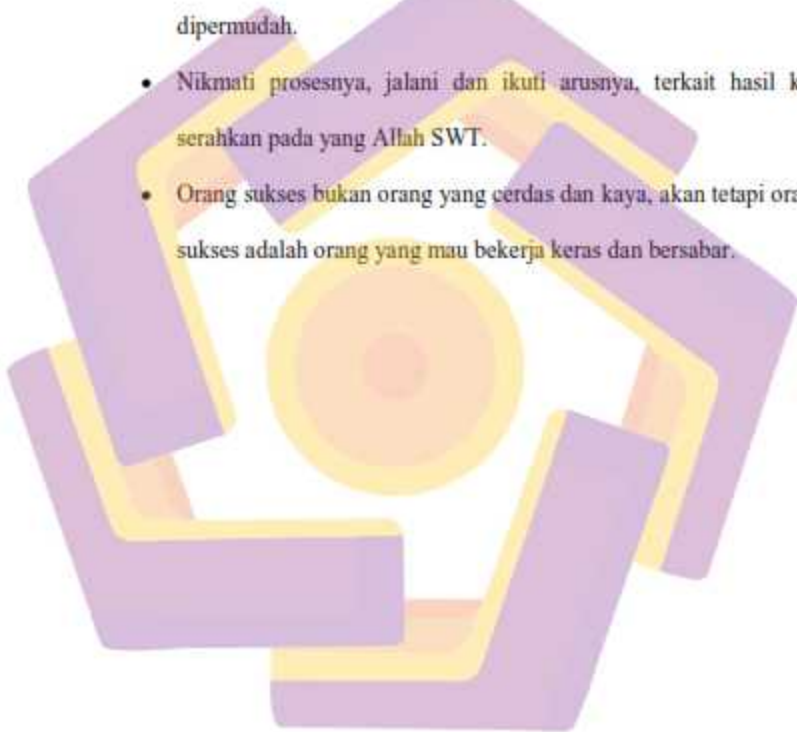 dipermudah.
• Nikmati prosesnya, jalani dan ikuti arusnya, terkait hasil
serahkan pada yang Allah SWT.
• Orang sukses bukan orang yang cerdas dan kaya, akan tetapi
sukses adalah orang yang mau bekerja keras dan bersabar.